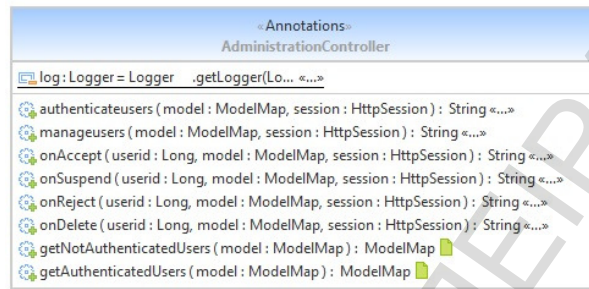 «Annotations»
AdministrationController
log : Logger = Logger .getLogger(Lo... «...»
authenticateusers ( model : ModelMap, session : HttpSession ) : String «...»
manageusers ( model : ModelMap, session : HttpSession ) : String «...»
onAccept ( userid : Long, model : ModelMap, session : HttpSession ) : String «...»
onSuspend ( userid : Long, model : ModelMap, session : HttpSession ) : String «...»
onReject ( userid : Long, model : ModelMap, session : HttpSession ) : String «...»
onDelete ( userid : Long, model : ModelMap, session : HttpSession ) : String «...»
getNotAuthenticatedUsers ( model : ModelMap ) : ModelMap
getAuthenticatedUsers ( model : ModelMap ) : ModelMap